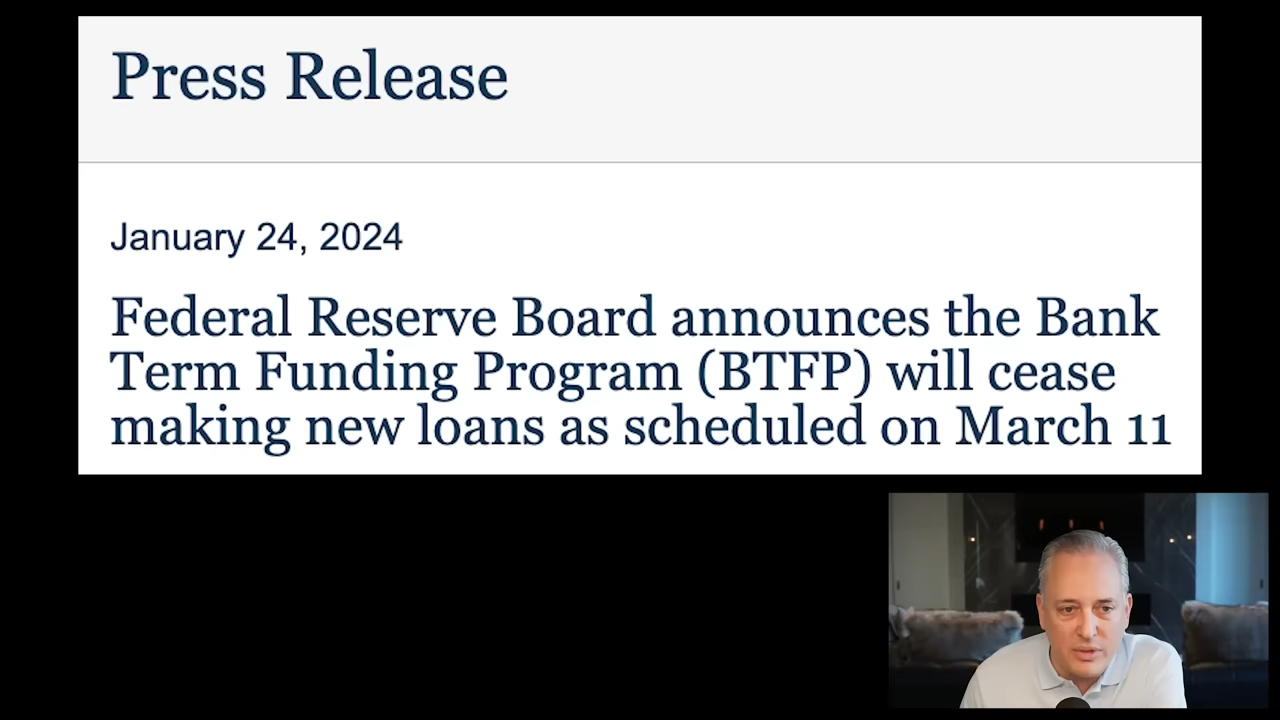 Press Release
January 24, 2024
Federal Reserve Board announces the Bank
Term Funding Program (BTFP) will cease
making new loans as scheduled on March 11